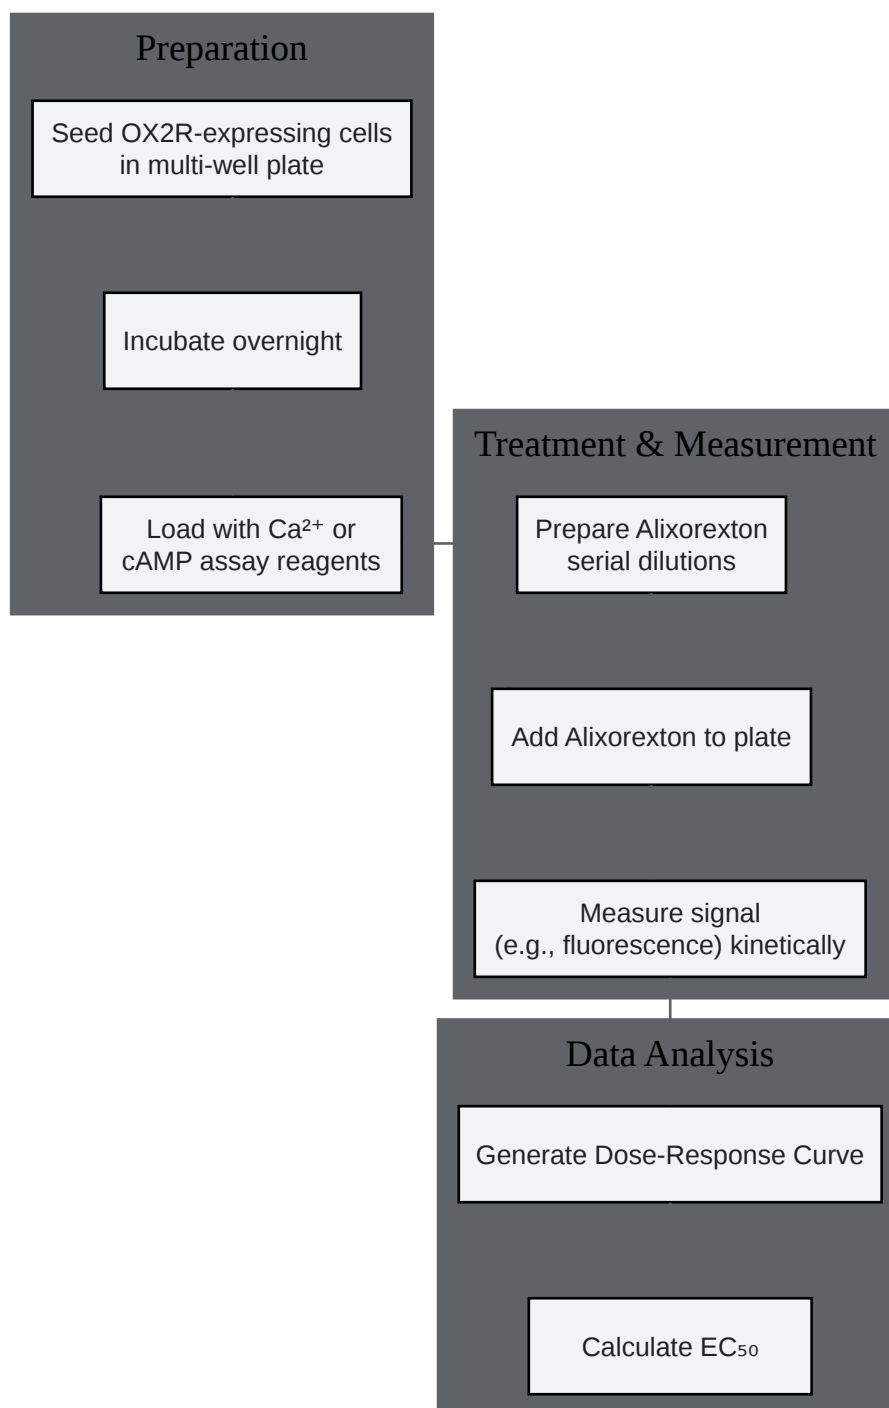 Preparation
Seed OX2R-expressing cells
in multi-well plate
Incubate overnight
Load with Ca²⁺ or
cAMP assay reagents
Treatment & Measurement
Prepare Alixorexton
serial dilutions
Add Alixorexton to plate
Measure signal
(e.g., fluorescence) kinetically
Data Analysis
Generate Dose-Response Curve
Calculate EC₅₀